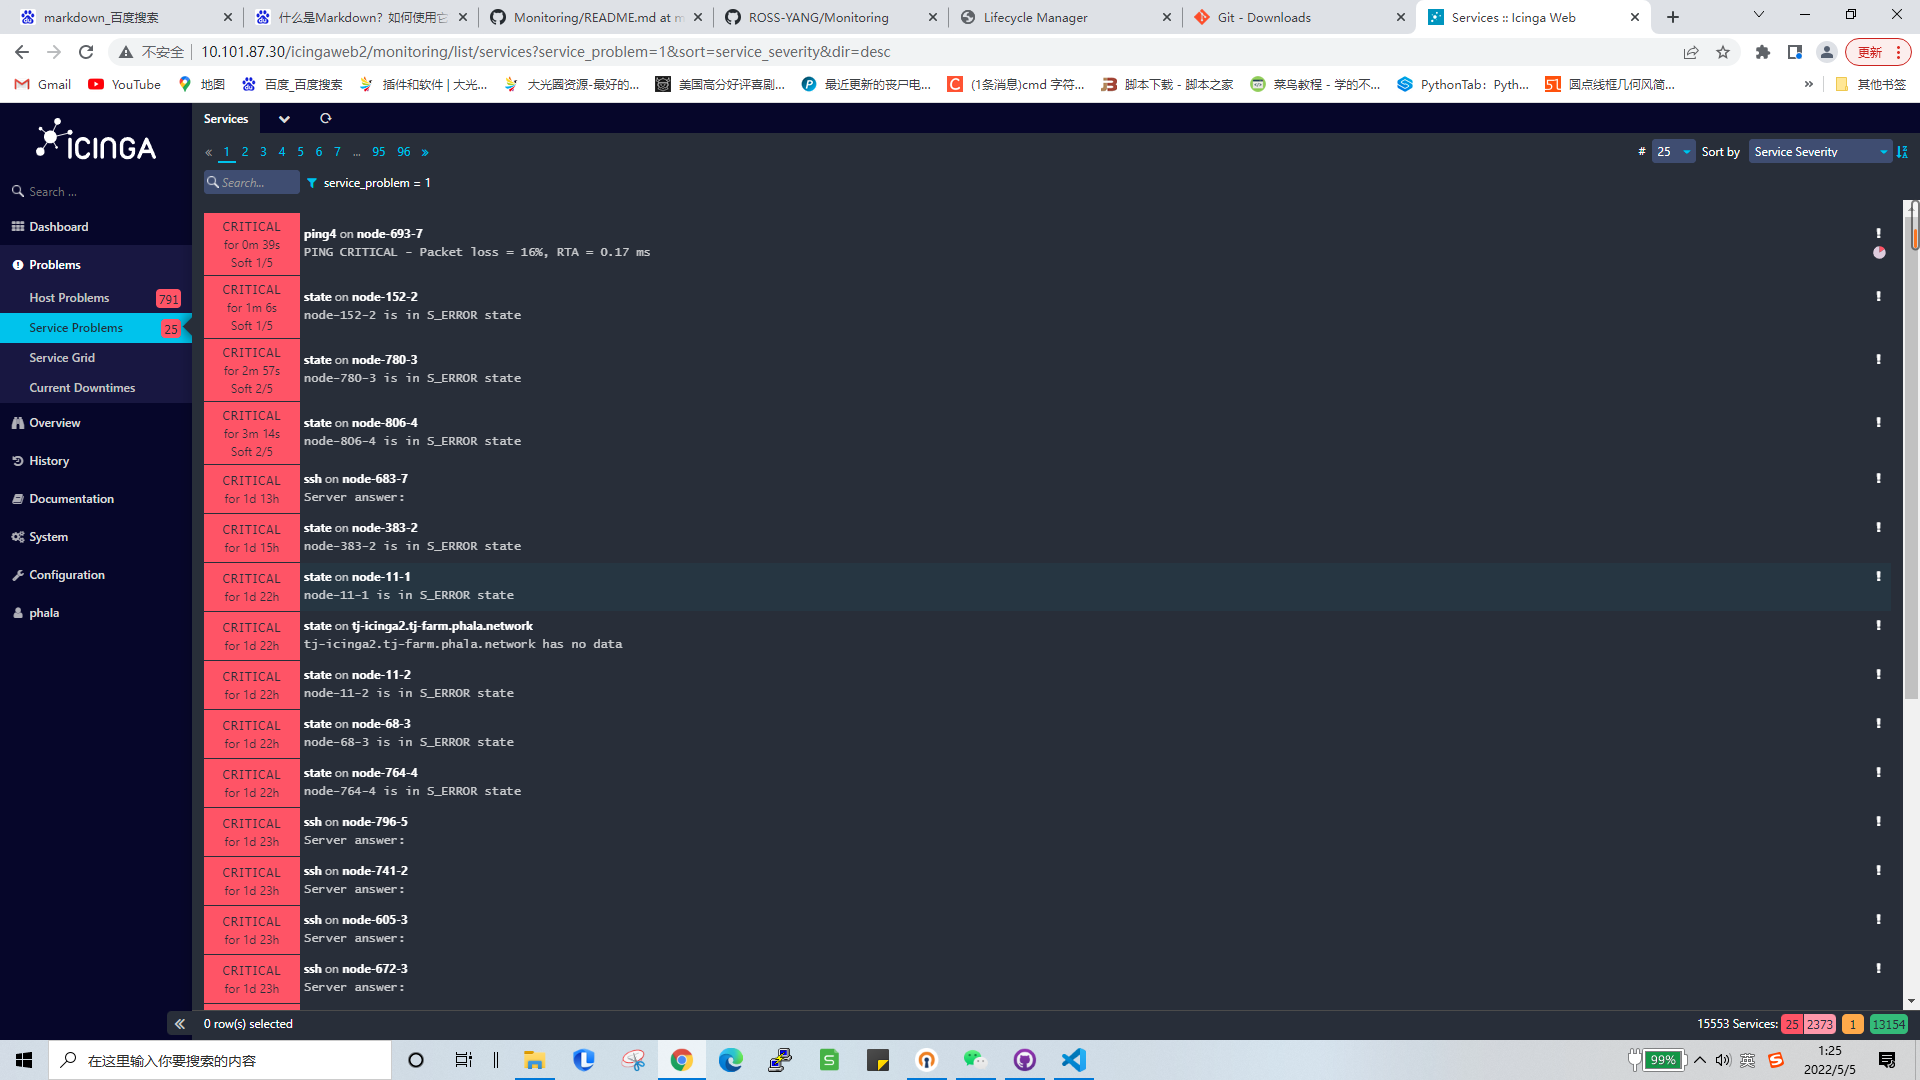 markdown_百度搜索
什么是Markdown？如何使用它
Monitoring/README.md at m
ROSS-YANG/Monitoring
Lifecycle Manager
Git - Downloads
Services :: Icinga Web
不安全
10.101.87.30/icingaweb2/monitoring/list/services?service_problem=1&sort=service_severity&dir=desc
更新
Gmail
YouTube
地图
百度_百度搜索
插件和软件 | 大光...
大光圈资源-最好的...
美国高分好评喜剧...
最近更新的丧尸电...
(1条消息)cmd 字符...
脚本下载 - 脚本之家
菜鸟教程 - 学的不...
PythonTab：Pyth...
圆点线框几何风简...
»
其他书签
ICINGA
Search ...
Dashboard
Problems
Host Problems 791
Service Problems 25
Service Grid
Current Downtimes
Overview
History
Documentation
System
Configuration
phala
Services
« 1 2 3 4 5 6 7 ... 95 96 »
# 25 Sort by Service Severity
Search...
service_problem = 1
CRITICAL
for 0m 39s
Soft 1/5
ping4 on node-693-7
PING CRITICAL - Packet loss = 16%, RTA = 0.17 ms
CRITICAL
for 1m 6s
Soft 1/5
state on node-152-2
node-152-2 is in S_ERROR state
CRITICAL
for 2m 57s
Soft 2/5
state on node-780-3
node-780-3 is in S_ERROR state
CRITICAL
for 3m 14s
Soft 2/5
state on node-806-4
node-806-4 is in S_ERROR state
CRITICAL
for 1d 13h
ssh on node-683-7
Server answer:
CRITICAL
for 1d 15h
state on node-383-2
node-383-2 is in S_ERROR state
CRITICAL
for 1d 22h
state on node-11-1
node-11-1 is in S_ERROR state
CRITICAL
for 1d 22h
state on tj-icinga2.tj-farm.phala.network
tj-icinga2.tj-farm.phala.network has no data
CRITICAL
for 1d 22h
state on node-11-2
node-11-2 is in S_ERROR state
CRITICAL
for 1d 22h
state on node-68-3
node-68-3 is in S_ERROR state
CRITICAL
for 1d 22h
state on node-764-4
node-764-4 is in S_ERROR state
CRITICAL
for 1d 23h
ssh on node-796-5
Server answer:
CRITICAL
for 1d 23h
ssh on node-741-2
Server answer:
CRITICAL
for 1d 23h
ssh on node-605-3
Server answer:
CRITICAL
for 1d 23h
ssh on node-672-3
Server answer:
0 row(s) selected
15553 Services: 25 2373 1 13154
在这里输入你要搜索的内容
99%
英
1:25
2022/5/5